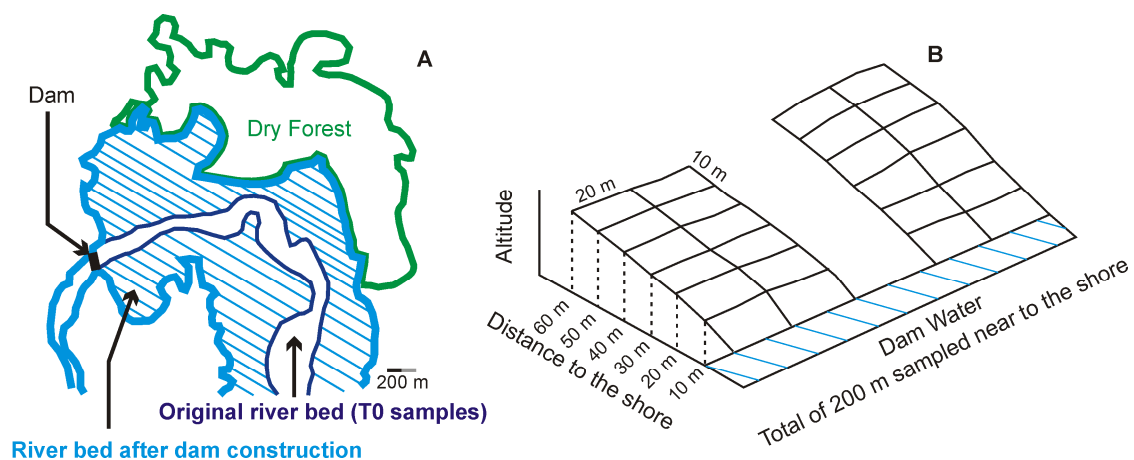 A
Dam
Dry Forest
200 m
Original river bed (T0 samples)
River bed after dam construction
B
10 m
20 m
Altitude
60 m
50 m
40 m
30 m
20 m
10 m
Distance to the shore
Dam Water
Total of 200 m sampled near to the shore